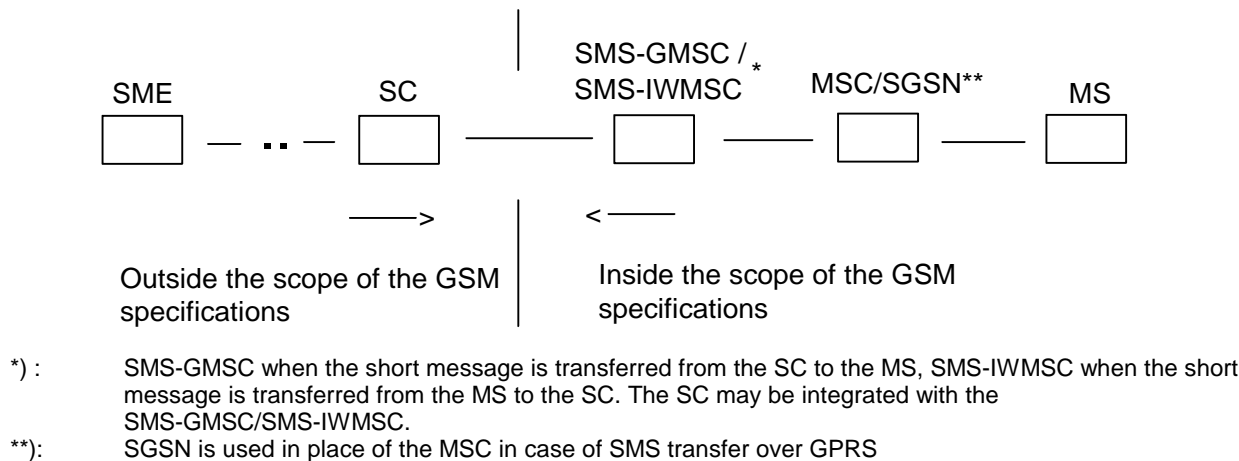 SMS-GMSC / *
SME SC SMS-IWMSC MSC/SGSN** MS
Outside the scope of the GSM
specifications
Inside the scope of the GSM
specifications
*) : SMS-GMSC when the short message is transferred from the SC to the MS, SMS-IWMSC when the short
message is transferred from the MS to the SC. The SC may be integrated with the
SMS-GMSC/SMS-IWMSC.
**): SGSN is used in place of the MSC in case of SMS transfer over GPRS